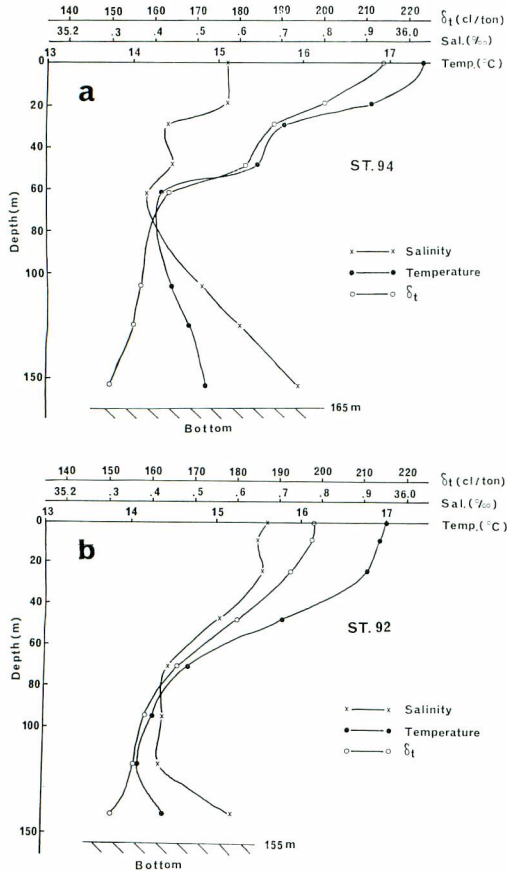 140 150 160 170 180 190 200 210 220 δt (cl/ton)
35.2 .3 .4 .5 .6 .7 .8 .9 36.0 Sal. (‰)
13 14 15 16 17 Temp. (°C)
0
20
40
60
80
100
150
Depth (m)
a
ST. 94
Salinity
Temperature
δt
165 m
Bottom
140 150 160 170 180 190 200 210 220 δt (cl/ton)
35.2 .3 .4 .5 .6 .7 .8 .9 36.0 Sal. (‰)
13 14 16 17 Temp. (°C)
0
20
40
60
80
100
150
Depth (m)
b
ST. 92
Salinity
Temperature
δt
155 m
Bottom